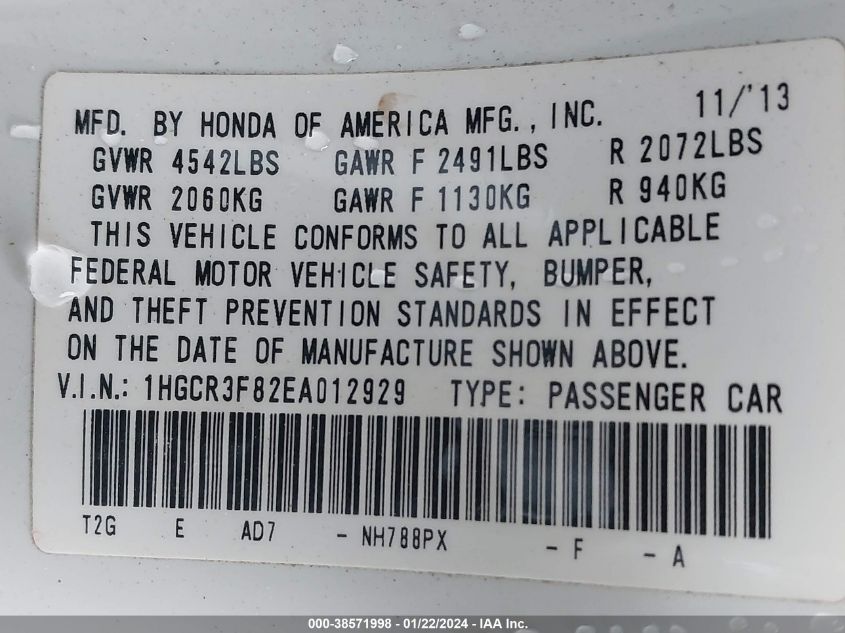 MFD. BY HONDA OF AMERICA MFG., INC. 11/'13
GVWR 4542LBS GAWR F 2491LBS R 2072LBS
GVWR 2060KG GAWR F 1130KG R 940KG
THIS VEHICLE CONFORMS TO ALL APPLICABLE
FEDERAL MOTOR VEHICLE SAFETY, BUMPER,
AND THEFT PREVENTION STANDARDS IN EFFECT
ON THE DATE OF MANUFACTURE SHOWN ABOVE.
V.I.N.: 1HGCR3F82EA012929 TYPE: PASSENGER CAR
T2G E AD7 - NH788PX - F - A
000-38571998 - 01/22/2024 - IAA Inc.